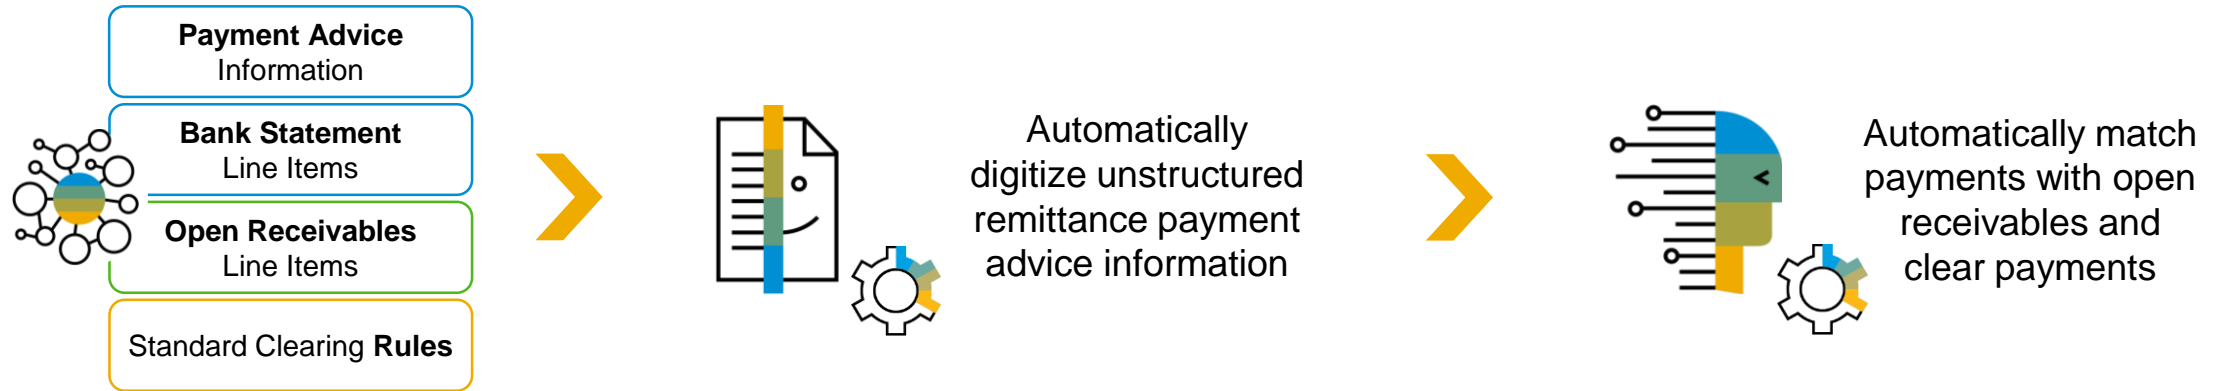 Payment Advice
Information
Bank Statement
Line Items
Open Receivables
Line Items
Standard Clearing Rules
Automatically
digitize unstructured
remittance payment
advice information
Automatically match
payments with open
receivables and
clear payments